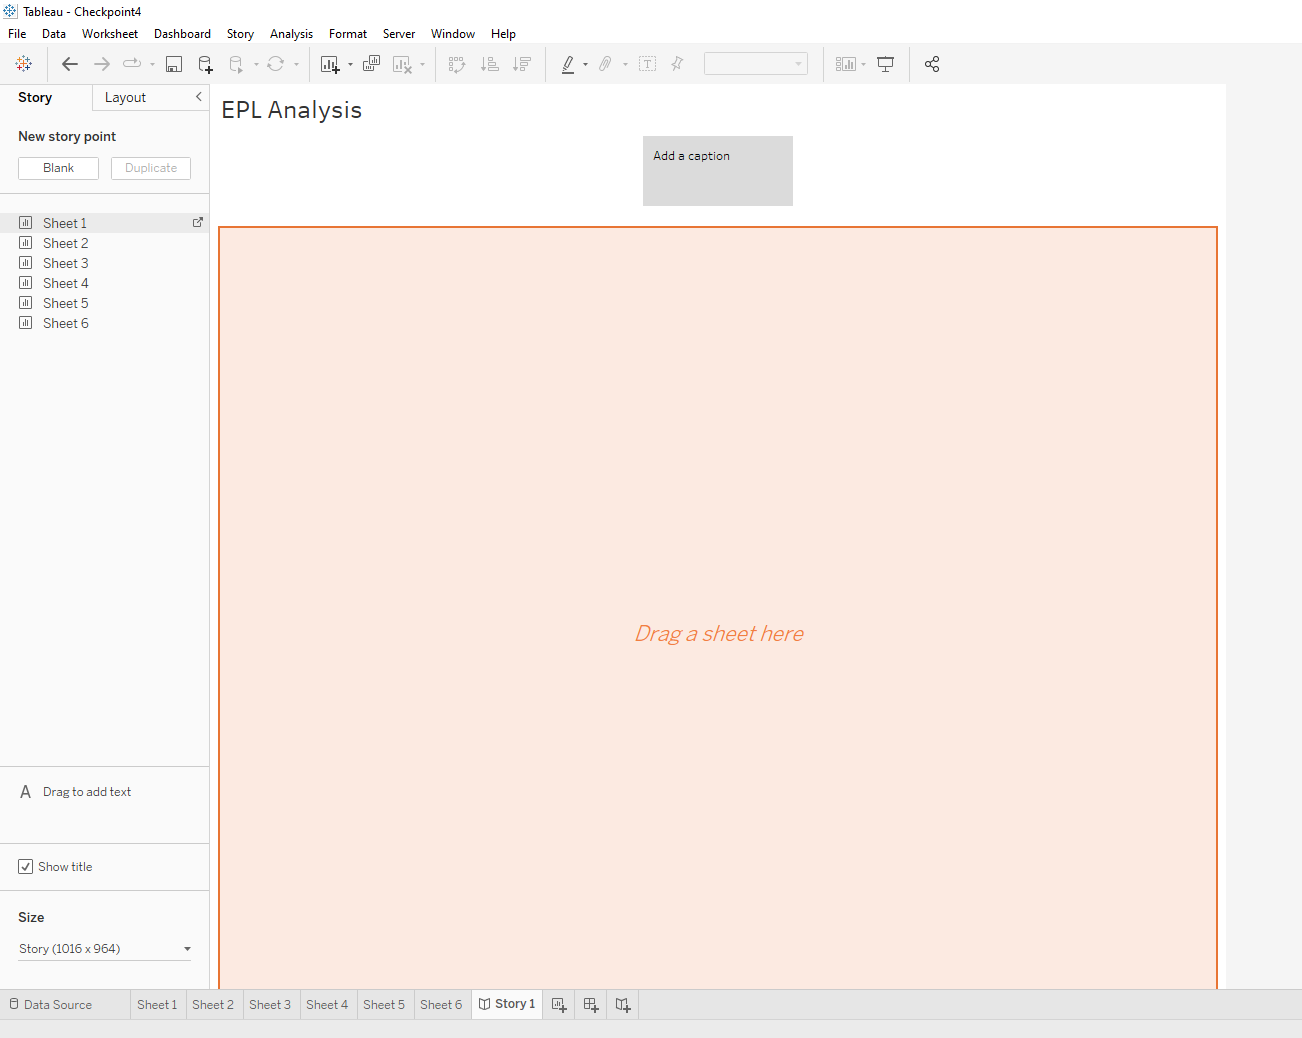 Tableau - Checkpoint4
File Data Worksheet Dashboard Story Analysis Format Server Window Help
Story Layout
New story point
Blank Duplicate
Sheet 1
Sheet 2
Sheet 3
Sheet 4
Sheet 5
Sheet 6
A Drag to add text
Show title
Size
Story (1016 x 964)
EPL Analysis
Add a caption
Drag a sheet here
Data Source Sheet 1 Sheet 2 Sheet 3 Sheet 4 Sheet 5 Sheet 6 Story 1